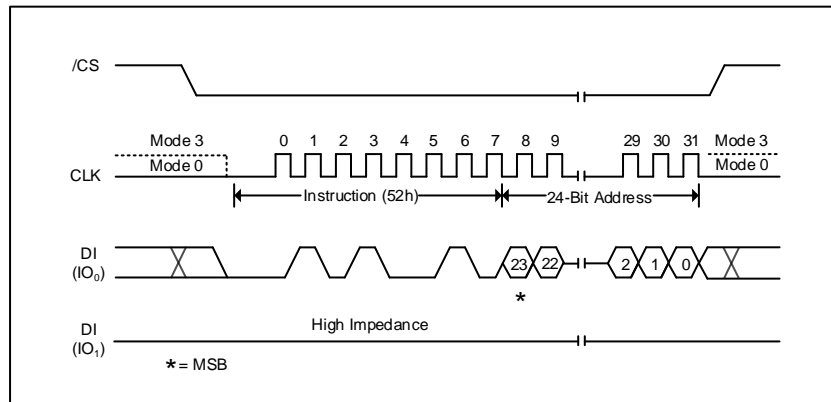 /CS
Mode 3
0 1 2 3 4 5 6 7 8 9 29 30 31
Mode 3
Mode 0
Mode 0
CLK
Instruction (52h)
24-Bit Address
DI
(IO₀)
23 22 2 1 0
*
High Impedance
DI
(IO₁)
* = MSB